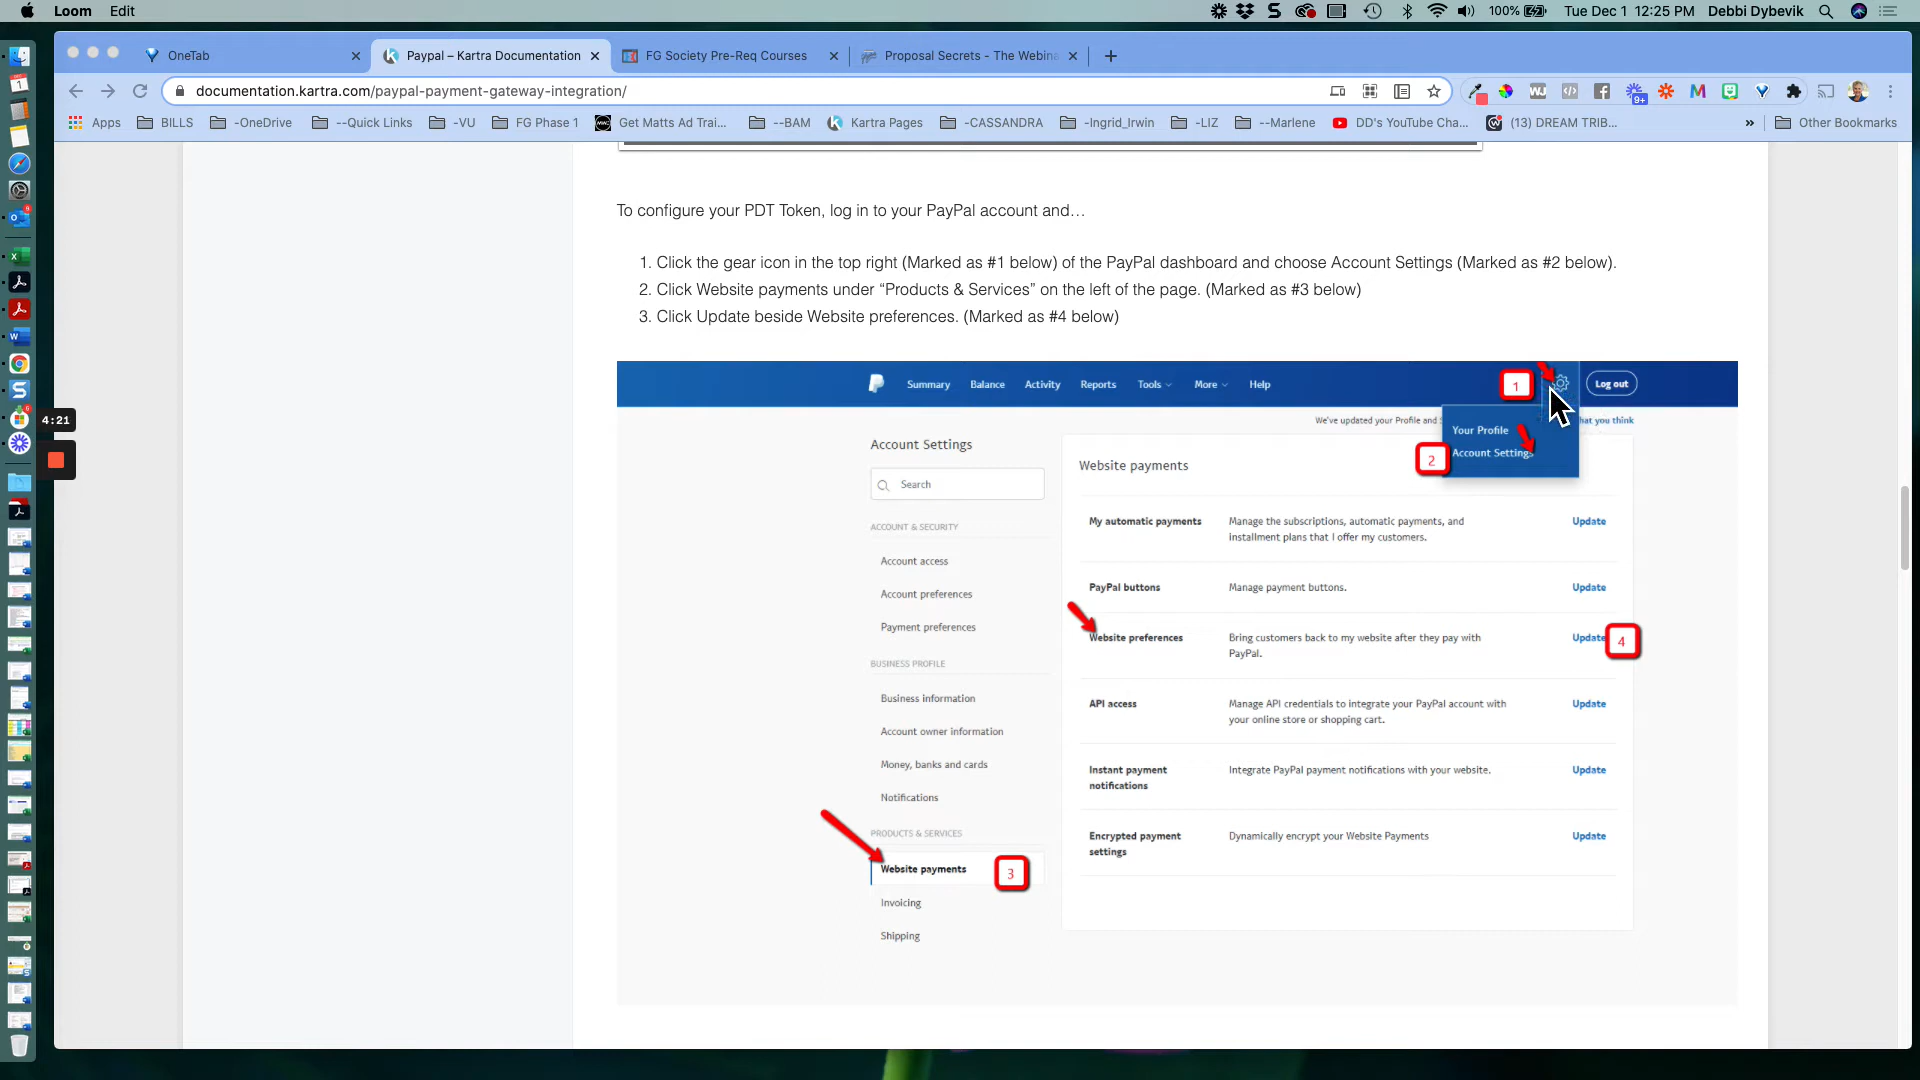 Loom Edit
100% Tue Dec 1 12:25 PM Debbi Dybevik
OneTab
Paypal – Kartra Documentation
FG Society Pre-Req Courses
Proposal Secrets - The Webina
documentation.kartra.com/paypal-payment-gateway-integration/
Apps BILLS -OneDrive --Quick Links -VU FG Phase 1 Get Matts Ad Trai... --BAM Kartra Pages -CASSANDRA -Ingrid_Irwin -LIZ --Marlene DD's YouTube Cha... (13) DREAM TRIB... » Other Bookmarks
To configure your PDT Token, log in to your PayPal account and…
1. Click the gear icon in the top right (Marked as #1 below) of the PayPal dashboard and choose Account Settings (Marked as #2 below).
2. Click Website payments under “Products & Services” on the left of the page. (Marked as #3 below)
3. Click Update beside Website preferences. (Marked as #4 below)
Summary Balance Activity Reports Tools More Help 1 Log out
We've updated your Profile and hat you think
Your Profile
2 Account Settings
4:21
Account Settings
Search
ACCOUNT & SECURITY
Account access
Account preferences
Payment preferences
BUSINESS PROFILE
Business information
Account owner information
Money, banks and cards
Notifications
PRODUCTS & SERVICES
Website payments 3
Invoicing
Shipping
Website payments
My automatic payments Manage the subscriptions, automatic payments, and Update
installment plans that I offer my customers.
PayPal buttons Manage payment buttons. Update
Website preferences Bring customers back to my website after they pay with Update 4
PayPal.
API access Manage API credentials to integrate your PayPal account with Update
your online store or shopping cart.
Instant payment Integrate PayPal payment notifications with your website. Update
notifications
Encrypted payment Dynamically encrypt your Website Payments Update
settings